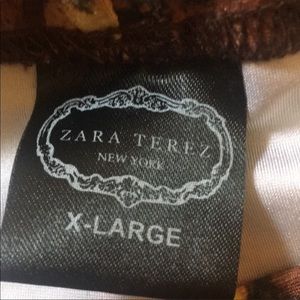 ZARA TEREZ
NEW YORK
X-LARGE